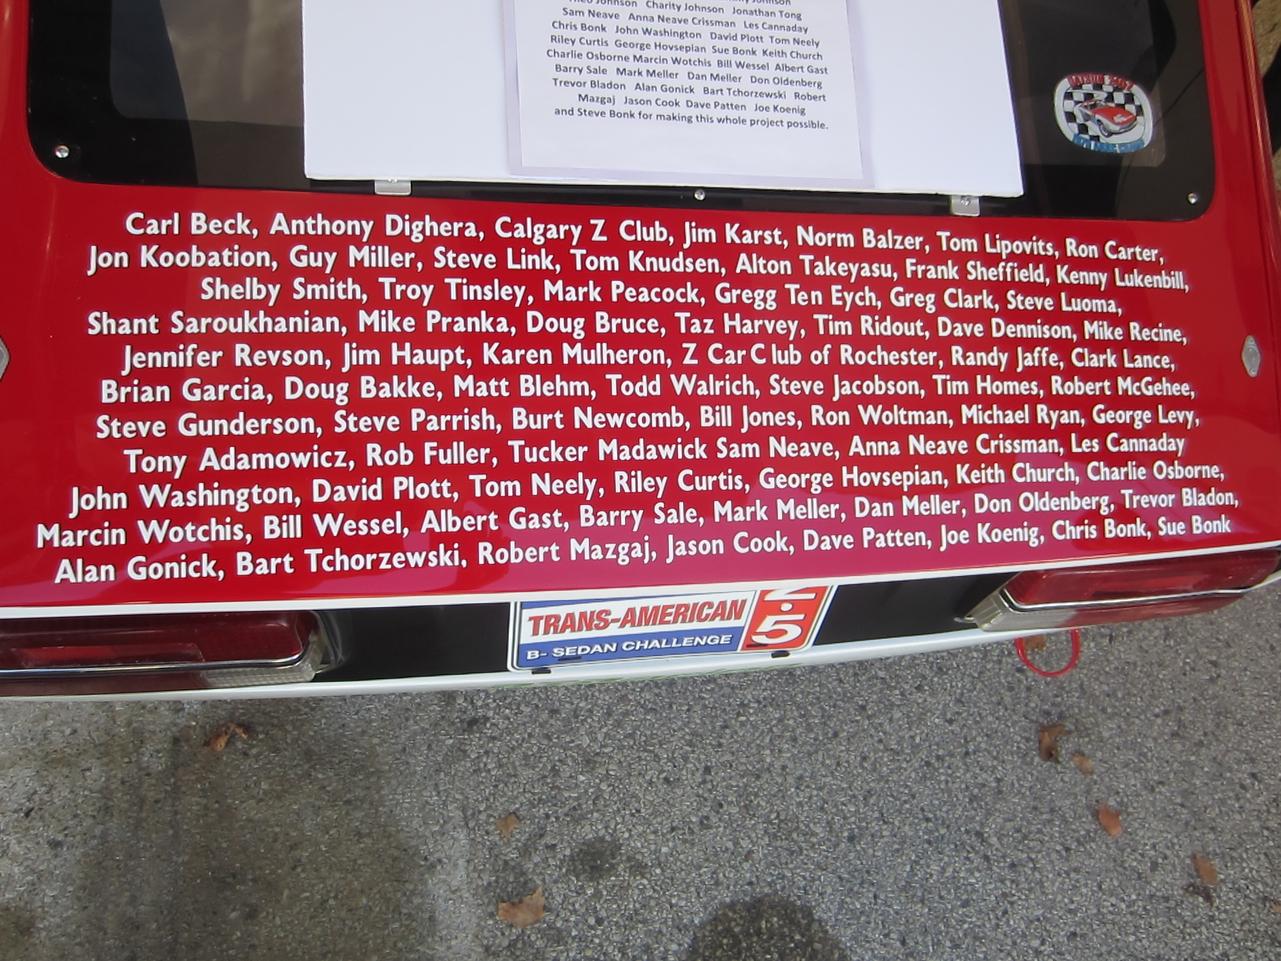 Johnson Charity Johnson Jonathan Tong
Sam Neave Anna Neave Crissman Les Cannaday
Chris Bonk John Washington David Plott Tom Neely
Riley Curtis George Hovsepian Sue Bonk Keith Church
Charlie Osborne Marcin Wotchis Bill Wessel Albert Gast
Barry Sale Mark Meller Dan Meller Don Oldenberg
Trevor Bladon Alan Gonick Bart Tchorzewski Robert
Mazgaj Jason Cook Dave Patten Joe Koenig
and Steve Bonk for making this whole project possible.
Carl Beck, Anthony Dighera, Calgary Z Club, Jim Karst, Norm Balzer, Tom Lipovits, Ron Carter,
Jon Koobation, Guy Miller, Steve Link, Tom Knudsen, Alton Takeyasu, Frank Sheffield, Kenny Lukenbill,
Shelby Smith, Troy Tinsley, Mark Peacock, Gregg Ten Eych, Greg Clark, Steve Luoma,
Shant Saroukhanian, Mike Pranka, Doug Bruce, Taz Harvey, Tim Ridout, Dave Dennison, Mike Recine,
Jennifer Revson, Jim Haupt, Karen Mulheron, Z Car Club of Rochester, Randy Jaffe, Clark Lance,
Brian Garcia, Doug Bakke, Matt Blehm, Todd Walrich, Steve Jacobson, Tim Homes, Robert McGehee,
Steve Gunderson, Steve Parrish, Burt Newcomb, Bill Jones, Ron Woltman, Michael Ryan, George Levy,
Tony Adamowicz, Rob Fuller, Tucker Madawick Sam Neave, Anna Neave Crissman, Les Cannaday
John Washington, David Plott, Tom Neely, Riley Curtis, George Hovsepian, Keith Church, Charlie Osborne,
Marcin Wotchis, Bill Wessel, Albert Gast, Barry Sale, Mark Meller, Dan Meller, Don Oldenberg, Trevor Bladon,
Alan Gonick, Bart Tchorzewski, Robert Mazgaj, Jason Cook, Dave Patten, Joe Koenig, Chris Bonk, Sue Bonk
TRANS-AMERICAN 2.5
B- SEDAN CHALLENGE